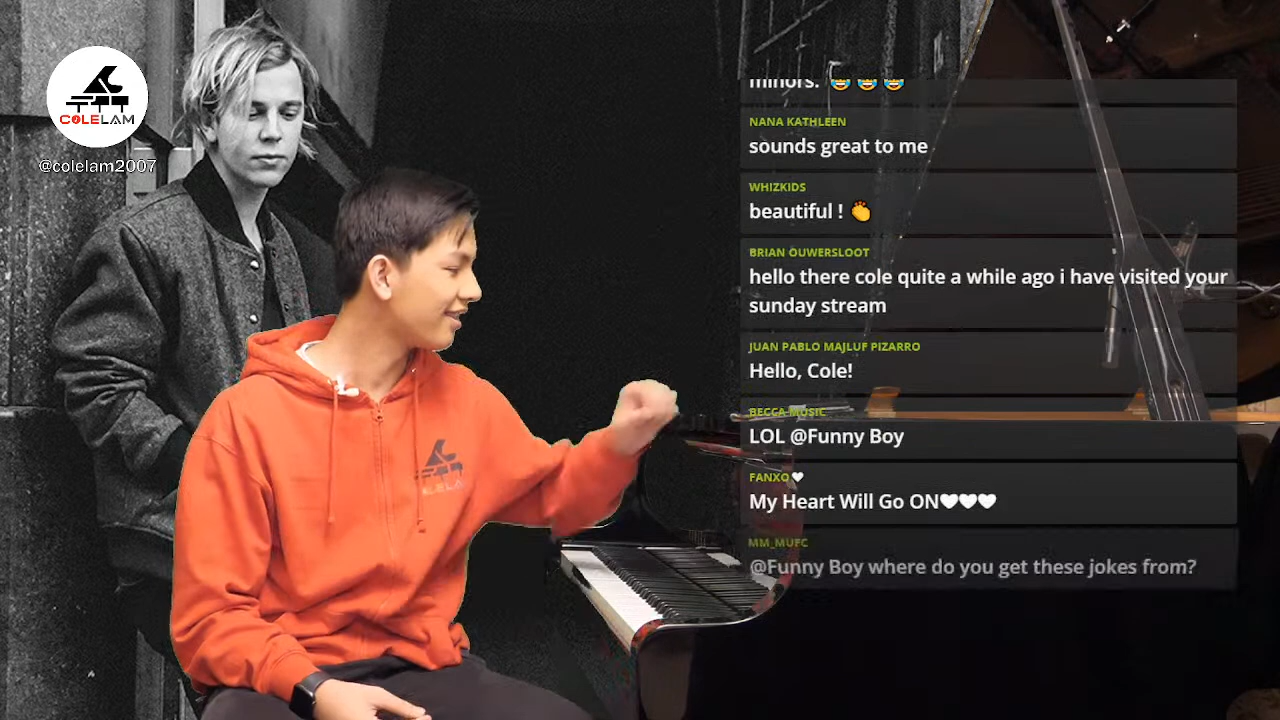 COLELAM
@colelam2007
minors. 😂 😂 😂
NANA KATHLEEN
sounds great to me
WHIZKIDS
beautiful ! 👏
BRIAN OUWERSLOOT
hello there cole quite a while ago i have visited your
sunday stream
JUAN PABLO MAJLUF PIZARRO
Hello, Cole!
BECCA MUSIC
LOL @Funny Boy
FANXO🤍
My Heart Will Go ON🤍🤍🤍
MM_MUFC
@Funny Boy where do you get these jokes from?
COLELAM